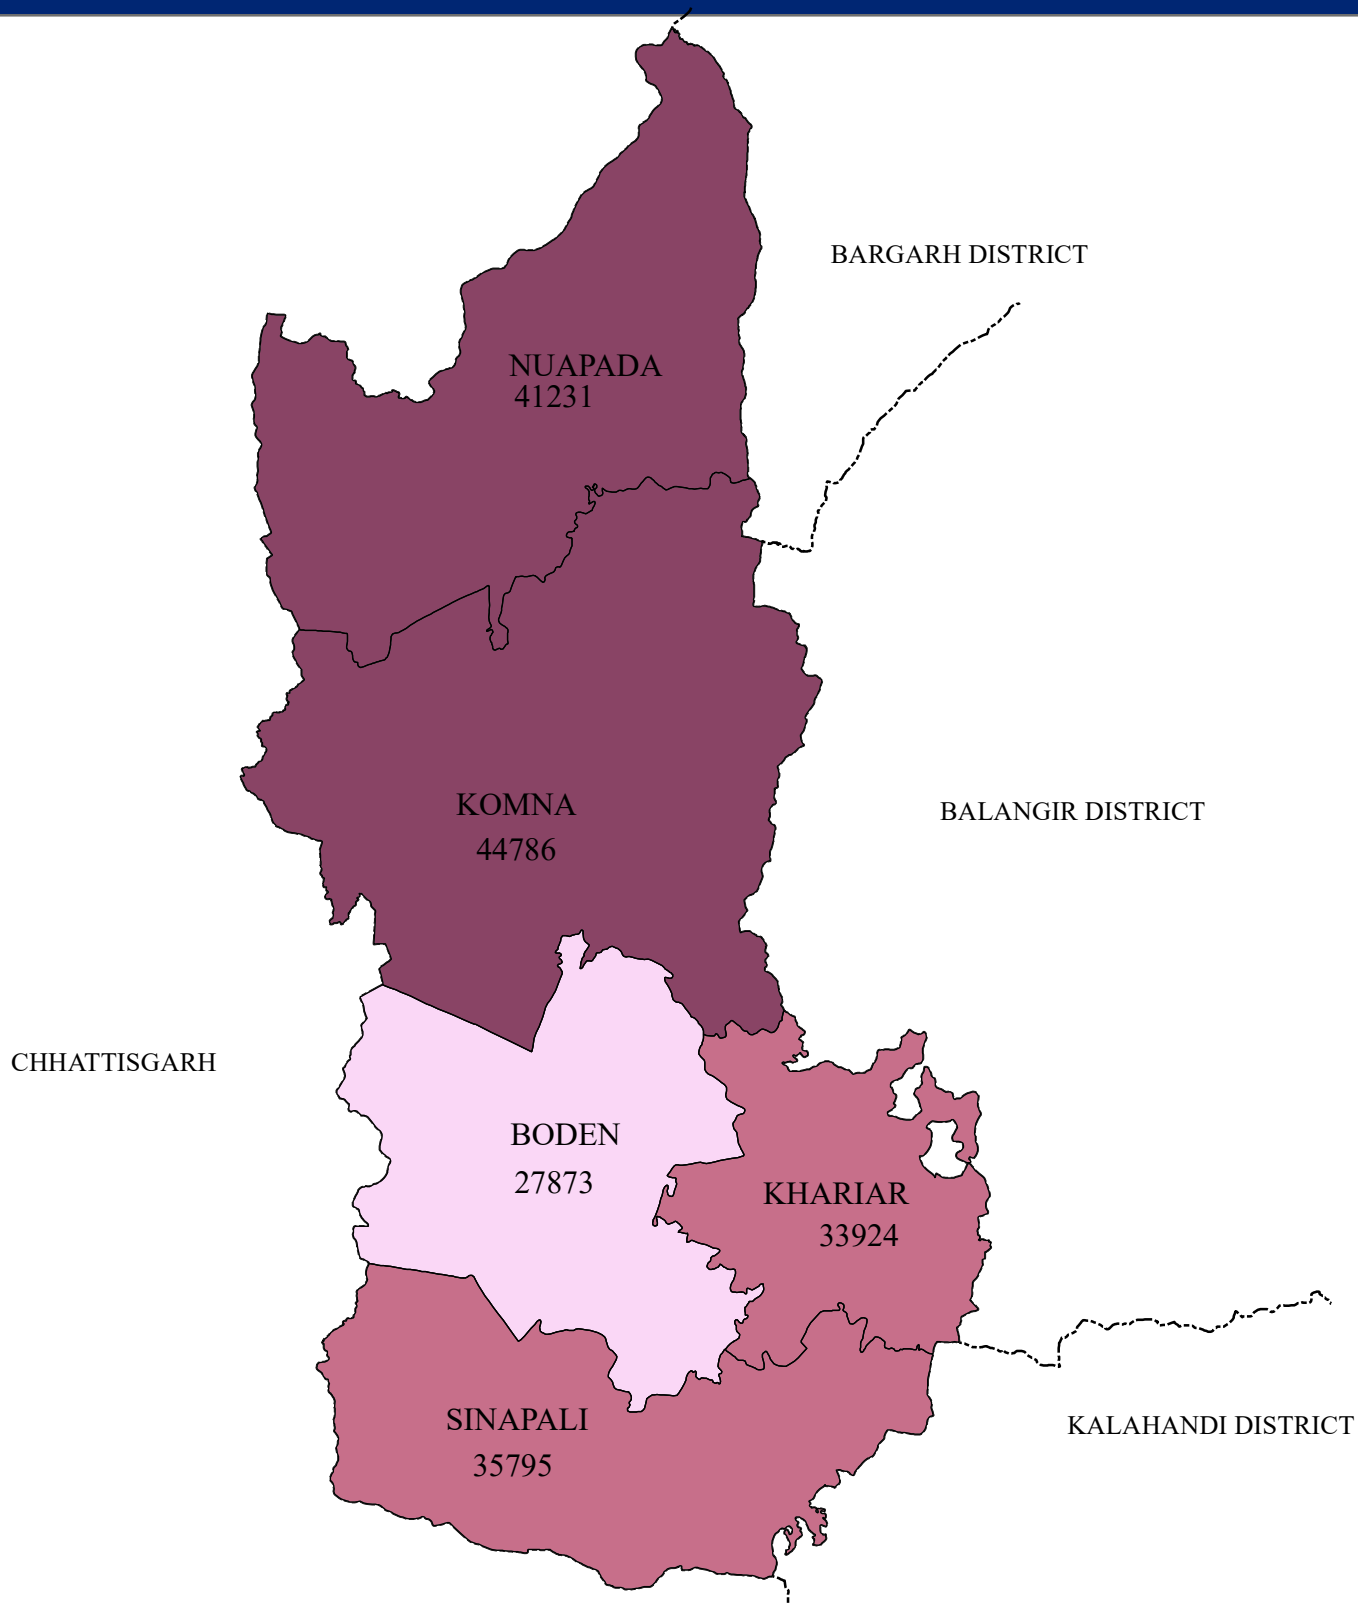 BARGARH DISTRICT
NUAPADA
41231
KOMNA
44786
BALANGIR DISTRICT
CHHATTISGARH
BODEN
27873
KHARIAR
33924
SINAPALI
35795
KALAHANDI DISTRICT